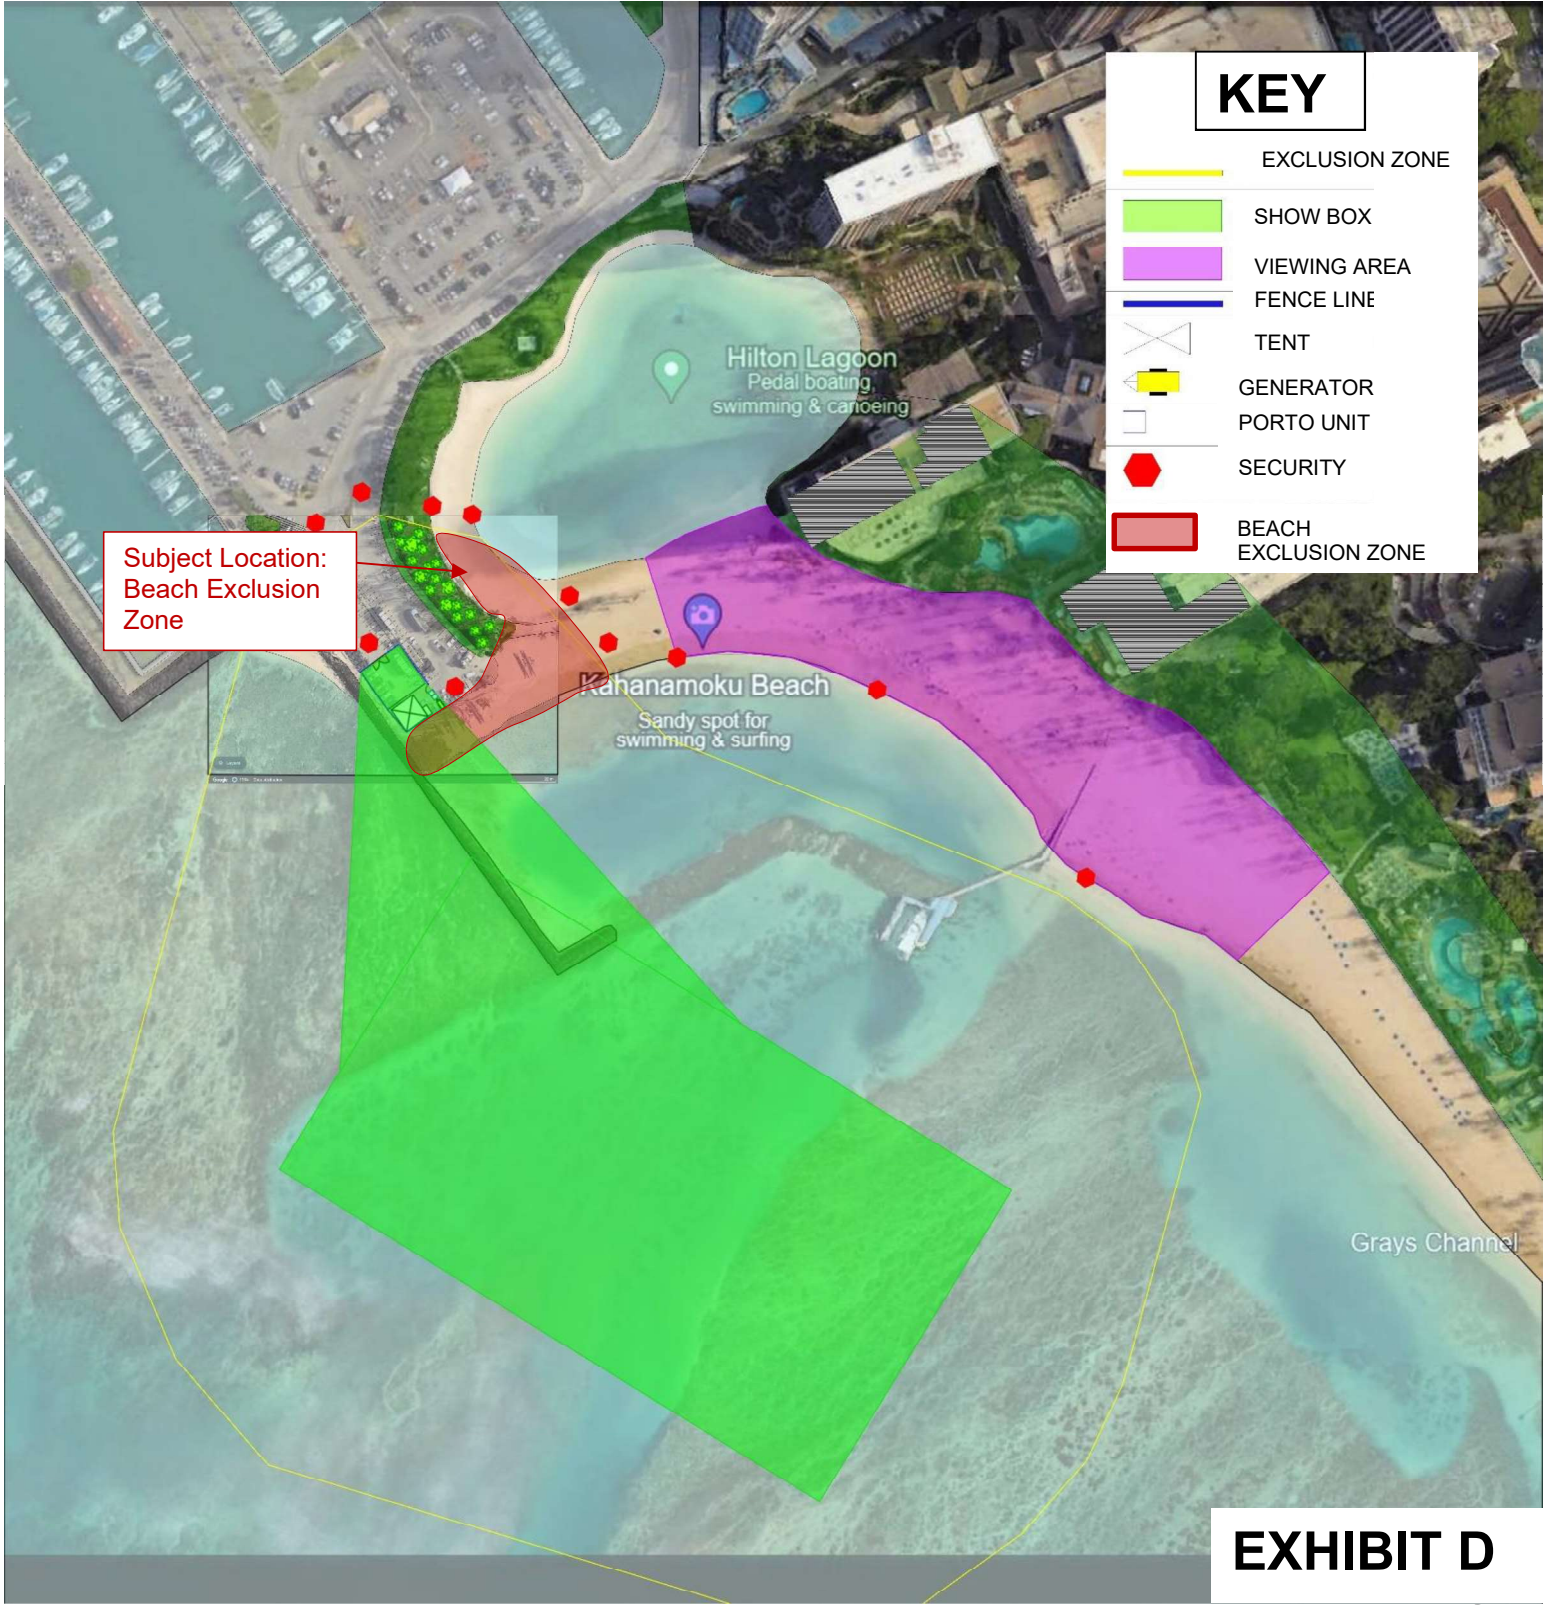 KEY
EXCLUSION ZONE
SHOW BOX
VIEWING AREA
FENCE LINE
TENT
GENERATOR
PORTO UNIT
SECURITY
BEACH
EXCLUSION ZONE
Hilton Lagoon
Pedal boating,
swimming & canoeing
Subject Location:
Beach Exclusion
Zone
Kahanamoku Beach
Sandy spot for
swimming & surfing
Google
Grays Channel
EXHIBIT D